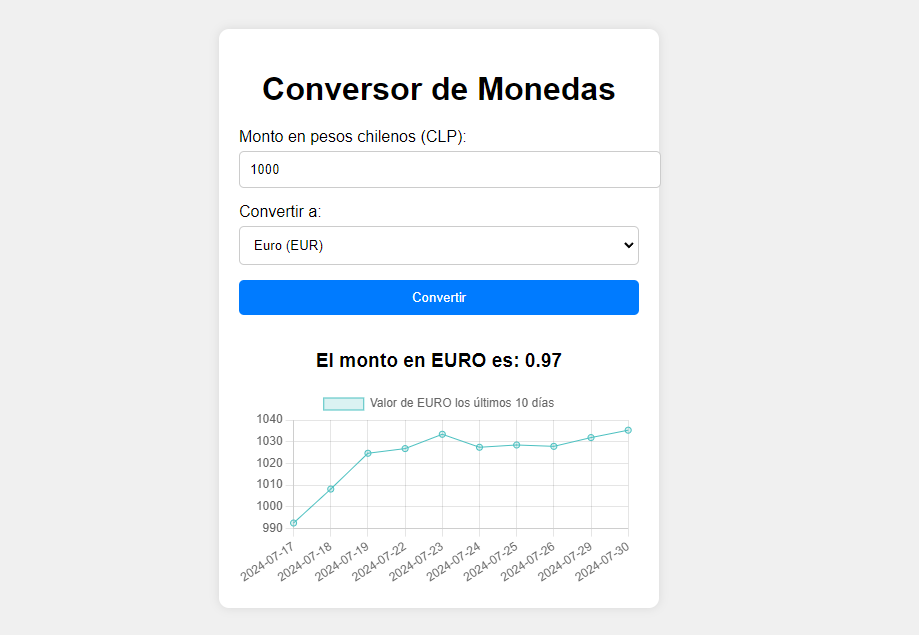 Conversor de Monedas
Monto en pesos chilenos (CLP):
1000
Convertir a:
Euro (EUR)
Convertir
El monto en EURO es: 0.97
Valor de EURO los últimos 10 días
1040
1030
1020
1010
1000
990
2024-07-17
2024-07-18
2024-07-19
2024-07-22
2024-07-23
2024-07-24
2024-07-25
2024-07-26
2024-07-29
2024-07-30